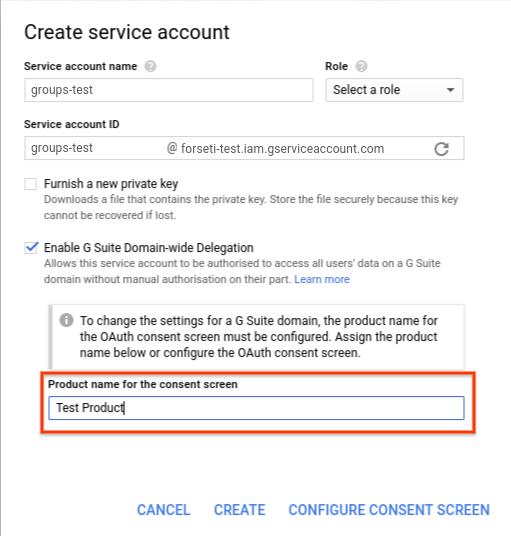 Create service account
Service account name
Role
groups-test
Select a role
Service account ID
groups-test @ forseti-test.iam.gserviceaccount.com
Furnish a new private key
Downloads a file that contains the private key. Store the file securely because this key
cannot be recovered if lost.
Enable G Suite Domain-wide Delegation
Allows this service account to be authorised to access all users' data on a G Suite
domain without manual authorisation on their part. Learn more
To change the settings for a G Suite domain, the product name for
the OAuth consent screen must be configured. Assign the product
name below or configure the OAuth consent screen.
Product name for the consent screen
Test Product
CANCEL CREATE CONFIGURE CONSENT SCREEN